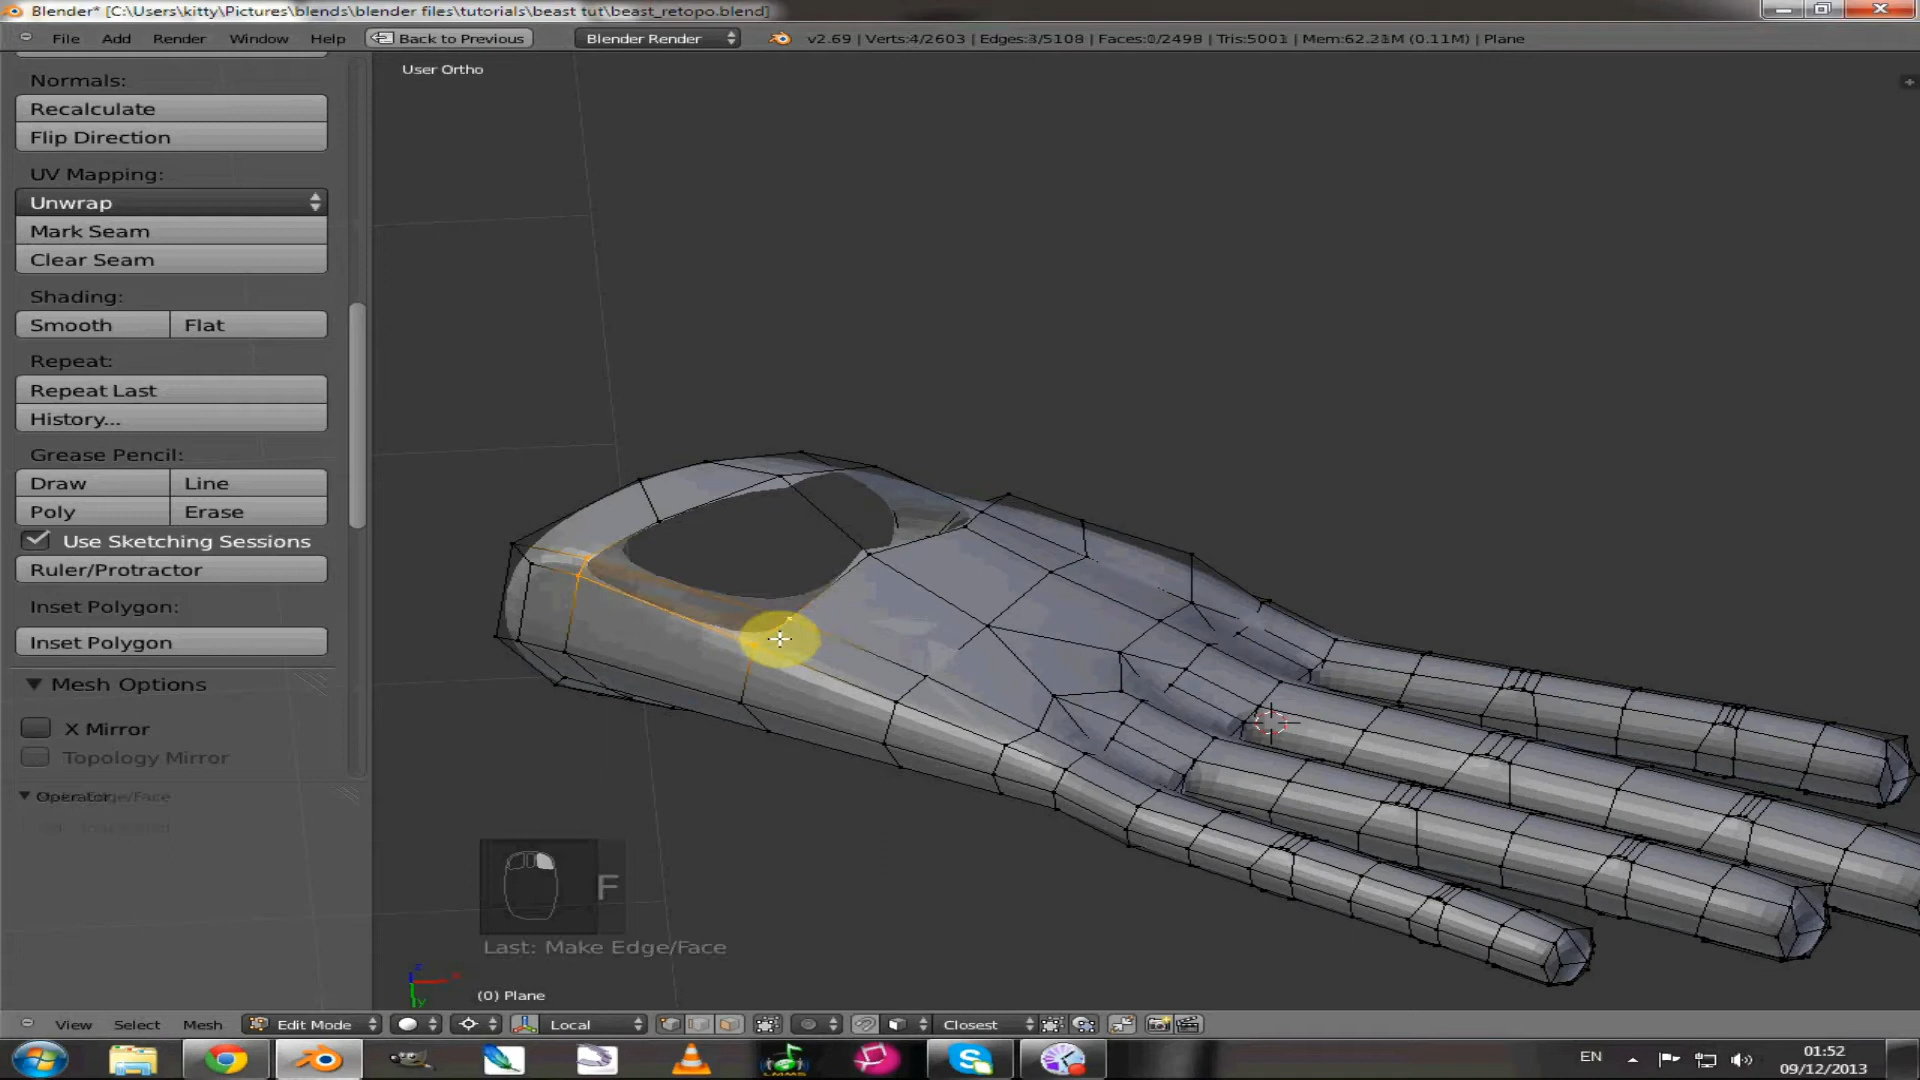 Blender* [C:\Users\kitty\Pictures\blends\blender files\tutorials\beast tut\beast_retopo.blend]
File Add Render Window Help Back to Previous Blender Render v2.69 | Verts:4/2603 | Edges:3/5108 | Faces:0/2498 | Tris:5001 | Mem:62.21M (0.11M) | Plane
User Ortho
Normals:
Recalculate
Flip Direction
UV Mapping:
Unwrap
Mark Seam
Clear Seam
Shading:
Smooth Flat
Repeat:
Repeat Last
History...
Grease Pencil:
Draw Line
Poly Erase
Use Sketching Sessions
Ruler/Protractor
Inset Polygon:
Inset Polygon
Mesh Options
X Mirror
Topology Mirror
F
Last: Make Edge/Face
(0) Plane
View Select Mesh Edit Mode Local Closest
EN
01:52
09/12/2013